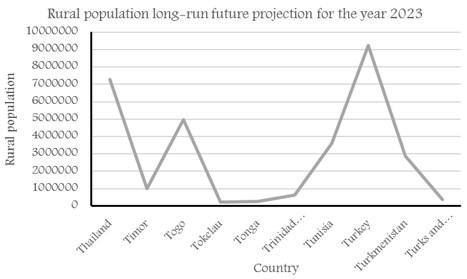 Rural population long-run future projection for the year 2023
10000000
9000000
8000000
7000000
6000000
5000000
4000000
3000000
2000000
1000000
0
Rural population
Thailand
Timor
Togo
Tokelau
Tonga
Trinidad...
Tunisia
Turkey
Turkmenistan
Turks and...
Country